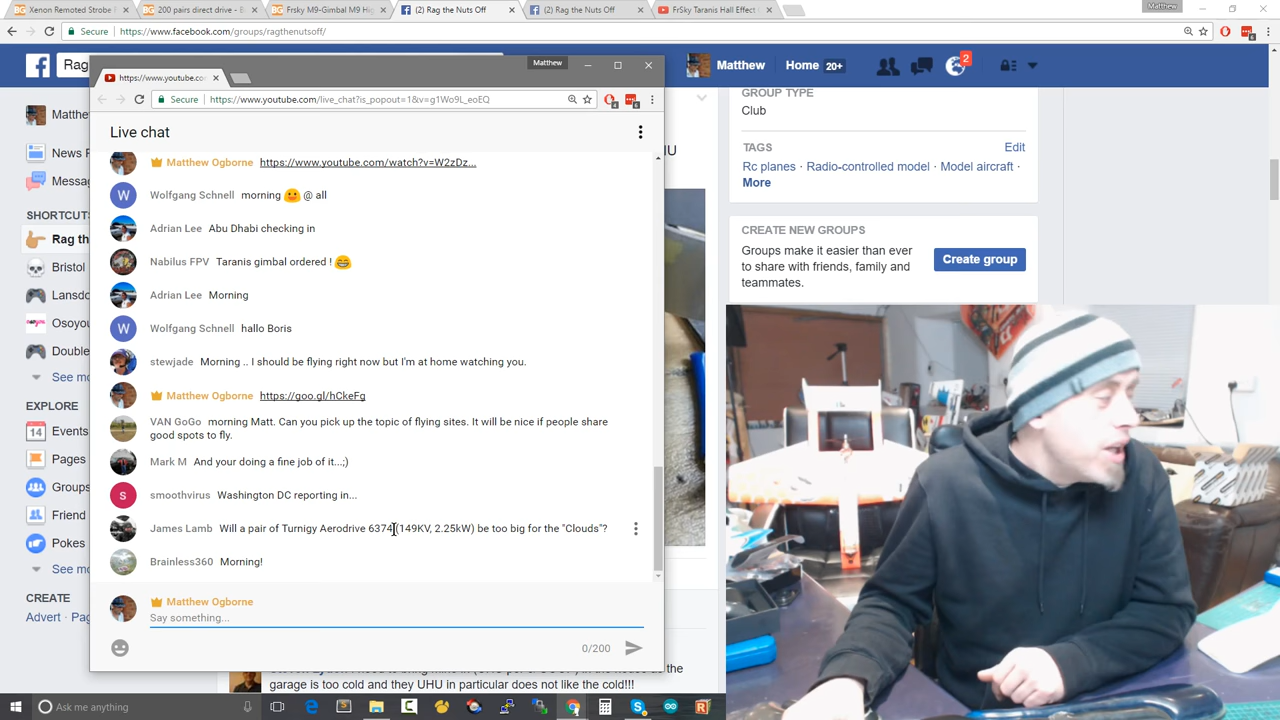 Xenon Remoted Strobe P
200 pairs direct drive - E
Frsky M9-Gimbal M9 Hig
(2) Rag the Nuts Off
(2) Rag the Nuts Off
FrSky Taranis Hall Effect
Matthew
Secure https://www.facebook.com/groups/ragthenutsoff/
Rag
Matthew
Home 20+
2
Matthew
https://www.youtube.co
Secure https://www.youtube.com/live_chat?is_popout=1&v=g1Wo9L_eoEQ
Live chat
Matthew Ogborne https://www.youtube.com/watch?v=W2zDz...
Wolfgang Schnell morning @ all
Adrian Lee Abu Dhabi checking in
Nabilus FPV Taranis gimbal ordered !
Adrian Lee Morning
Wolfgang Schnell hallo Boris
stewjade Morning .. I should be flying right now but I'm at home watching you.
Matthew Ogborne https://goo.gl/hCkeFg
VAN GoGo morning Matt. Can you pick up the topic of flying sites. It will be nice if people share
good spots to fly.
Mark M And your doing a fine job of it...;)
smoothvirus Washington DC reporting in...
James Lamb Will a pair of Turnigy Aerodrive 6374 (149KV, 2.25kW) be too big for the "Clouds"?
Brainless360 Morning!
Matthew Ogborne
Say something...
0/200
Matthe
News F
Messa
SHORTCUTS
Rag th
Bristol
Lansdo
Osoyou
Double
See mo
EXPLORE
Events
14
Pages
Groups
Friend
Pokes
See mo
CREATE
Advert · Pag
GROUP TYPE
Club
TAGS
Edit
Rc planes · Radio-controlled model · Model aircraft ·
More
CREATE NEW GROUPS
Groups make it easier than ever
to share with friends, family and
teammates.
Create group
garage is too cold and they UHU in particular does not like the cold!!!
Ask me anything